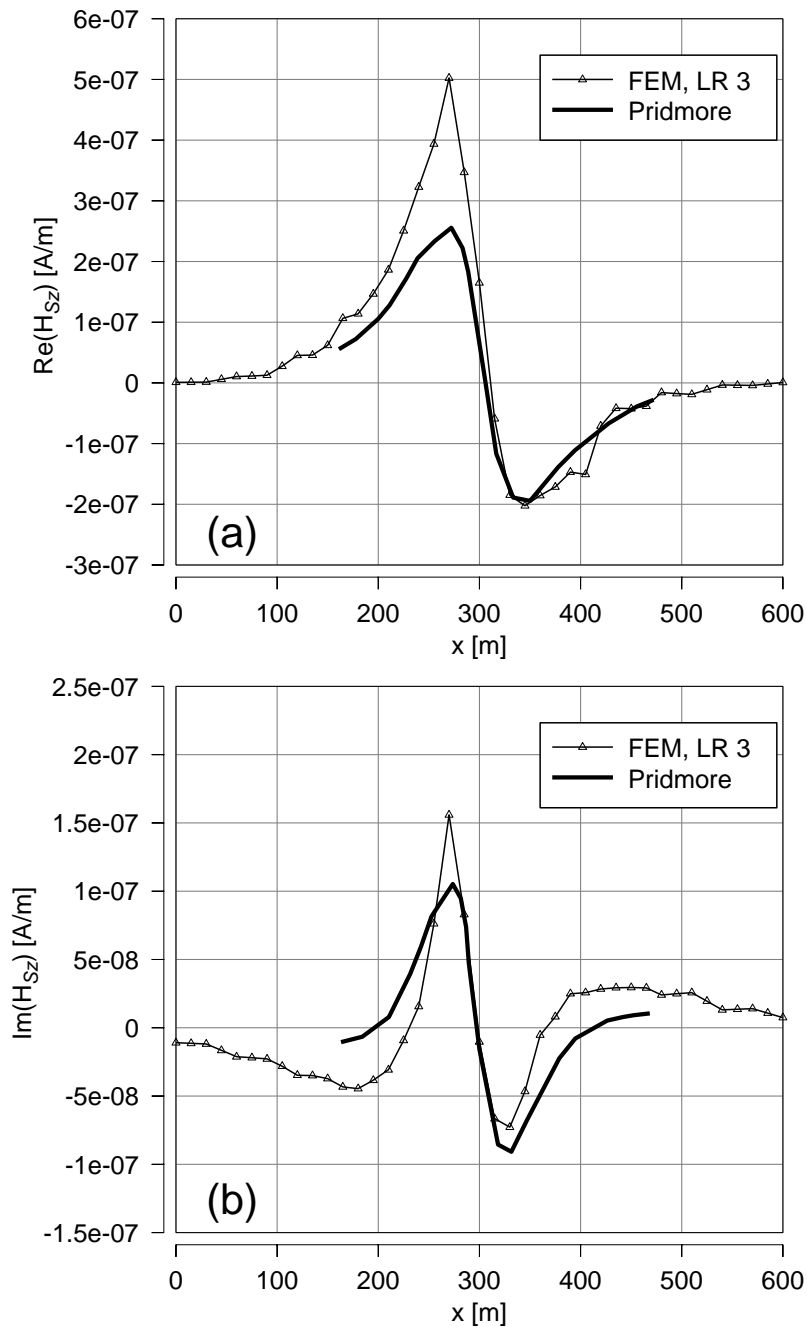 6e-07
5e-07
4e-07
3e-07
2e-07
1e-07
0
-1e-07
-2e-07
-3e-07
Re(HSz) [A/m]
FEM, LR 3
Pridmore
(a)
0 100 200 300 400 500 600
x [m]
2.5e-07
2e-07
1.5e-07
1e-07
5e-08
0
-5e-08
-1e-07
-1.5e-07
Im(HSz) [A/m]
FEM, LR 3
Pridmore
(b)
0 100 200 300 400 500 600
x [m]